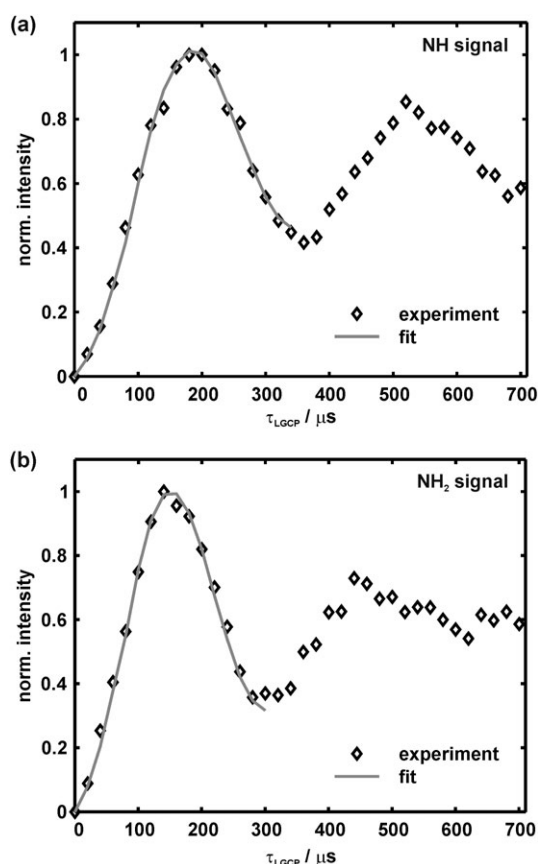 (a)
NH signal
norm. intensity
1
0.8
0.6
0.4
0.2
0
experiment
fit
0 100 200 300 400 500 600 700
τLGCP / μs
(b)
NH₂ signal
norm. intensity
1
0.8
0.6
0.4
0.2
0
experiment
fit
0 100 200 300 400 500 600 700
τLGCP / μs